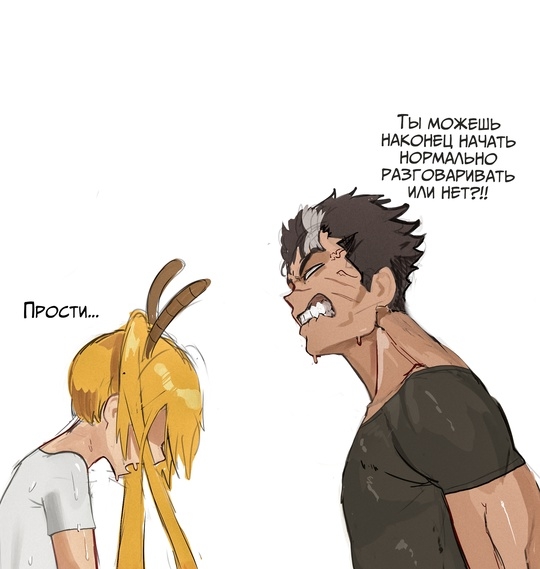 Ты можешь
наконец начать
нормально
разговаривать
или нет?!!
Прости...